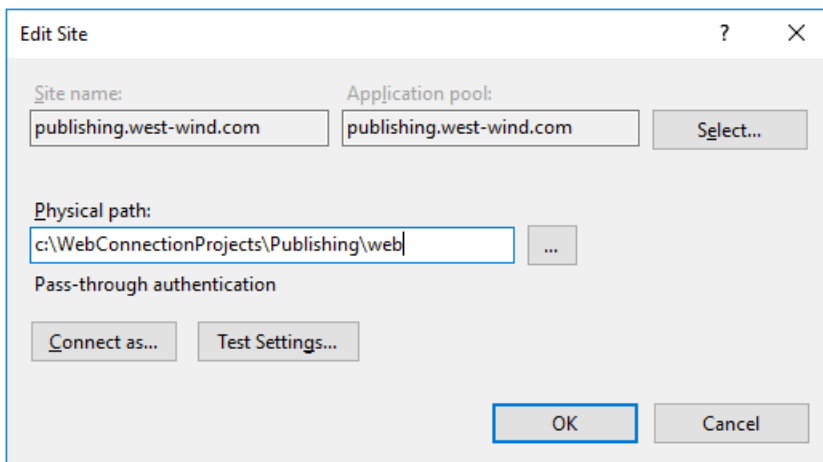 Edit Site
?
Site name:
Application pool:
publishing.west-wind.com
publishing.west-wind.com
Select...
Physical path:
c:\WebConnectionProjects\Publishing\web
...
Pass-through authentication
Connect as...
Test Settings...
OK
Cancel